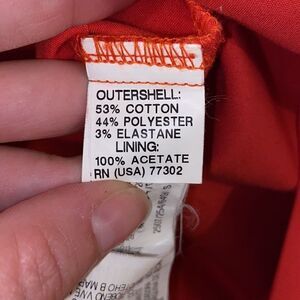 OUTERSHELL:
53% COTTON
44% POLYESTER
3% ELASTANE
LINING:
100% ACETATE
RN (USA) 77302